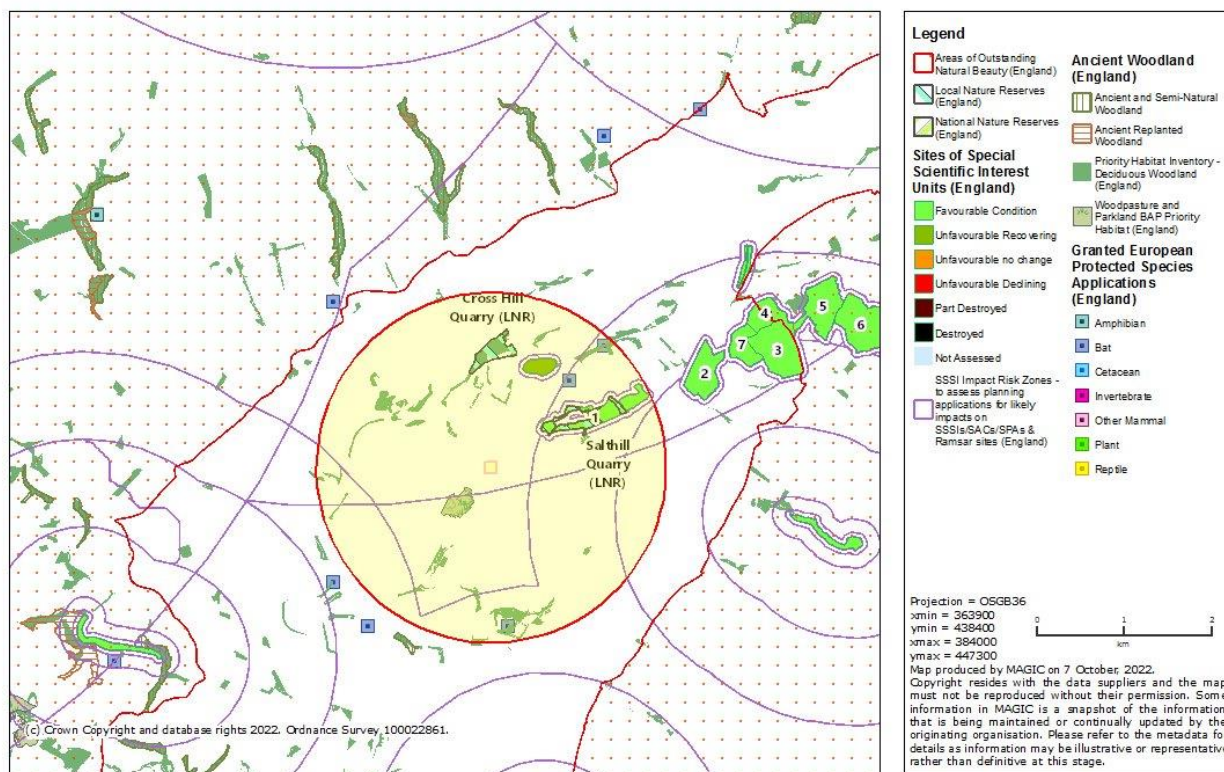 Cross Hill
Quarry (LNR)
4
5
6
7
3
2
1
Salthill
Quarry
(LNR)
(c) Crown Copyright and database rights 2022. Ordnance Survey 100022861.
Legend
Areas of Outstanding
Natural Beauty (England)
Local Nature Reserves
(England)
National Nature Reserves
(England)
Sites of Special
Scientific Interest
Units (England)
Favourable Condition
Unfavourable Recovering
Unfavourable no change
Unfavourable Declining
Part Destroyed
Destroyed
Not Assessed
SSSI Impact Risk Zones -
to assess planning
applications for likely
impacts on
SSSIs/SACs/SPAs &
Ramsar sites (England)
Ancient Woodland
(England)
Ancient and Semi-Natural
Woodland
Ancient Replanted
Woodland
Priority Habitat Inventory -
Deciduous Woodland
(England)
Woodpasture and
Parkland BAP Priority
Habitat (England)
Granted European
Protected Species
Applications
(England)
Amphibian
Bat
Cetacean
Invertebrate
Other Mammal
Plant
Reptile
Projection = OSGB36
xmin = 363900
ymin = 438400
xmax = 384000
ymax = 447300
0 1 2
km
Map produced by MAGIC on 7 October, 2022.
Copyright resides with the data suppliers and the map
must not be reproduced without their permission. Some
information in MAGIC is a snapshot of the information
that is being maintained or continually updated by the
originating organisation. Please refer to the metadata for
details as information may be illustrative or representative
rather than definitive at this stage.